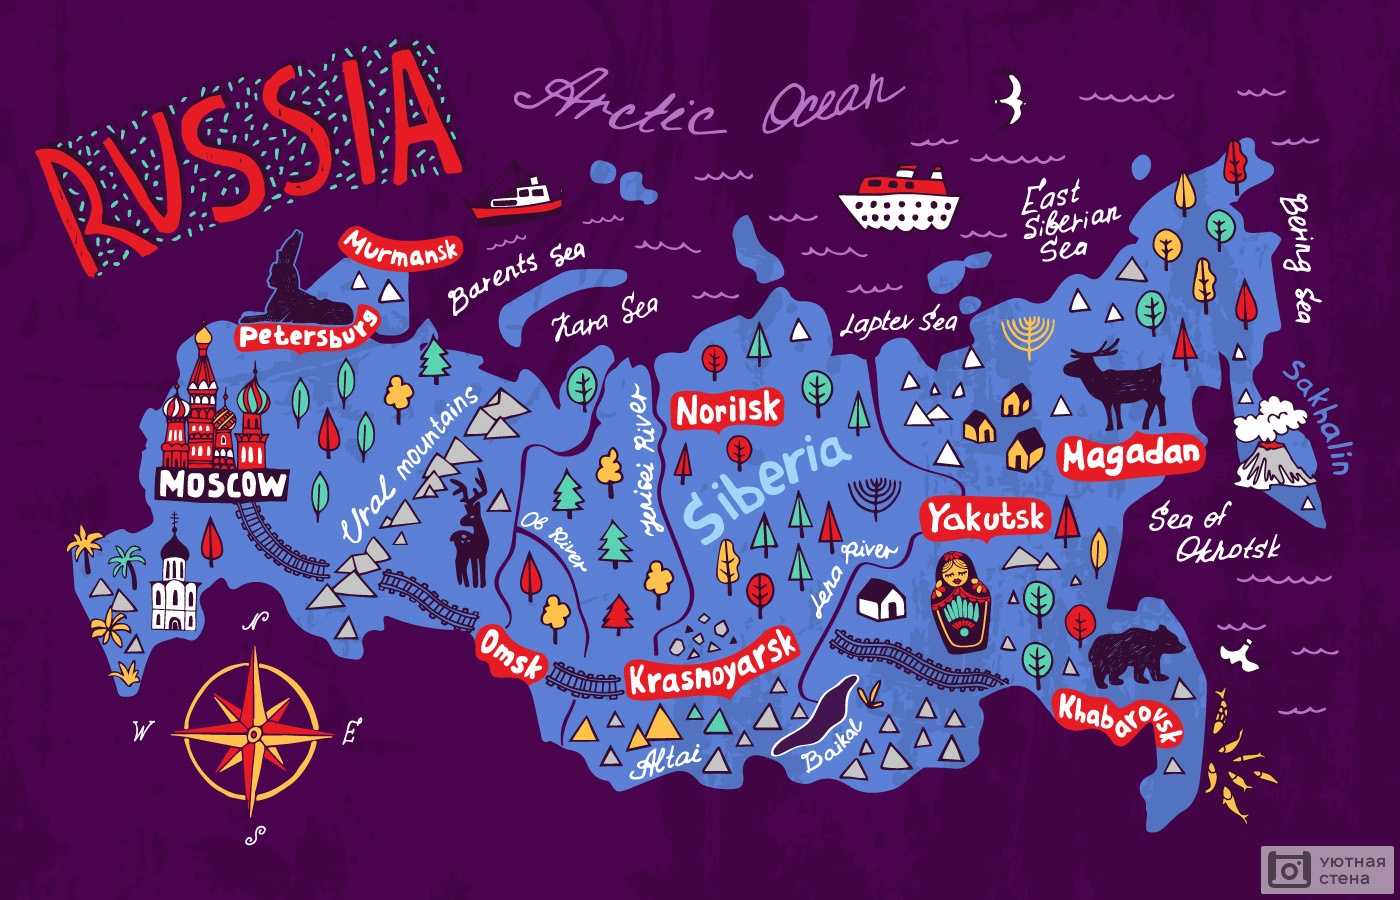 RUSSIA
Arctic Ocean
East
Siberian
Sea
Bering Sea
Murmansk
Barents Sea
Kara Sea
Laptev Sea
Petersburg
Norilsk
Sakhalin
Ural mountains
Jenisei River
Siberia
Magadan
MOSCOW
Ob River
Yakutsk
Sea of
Okhotsk
Lena River
N
W
E
S
Omsk
Krasnoyarsk
Khabarovsk
Altai
Baikal
уютная
стена